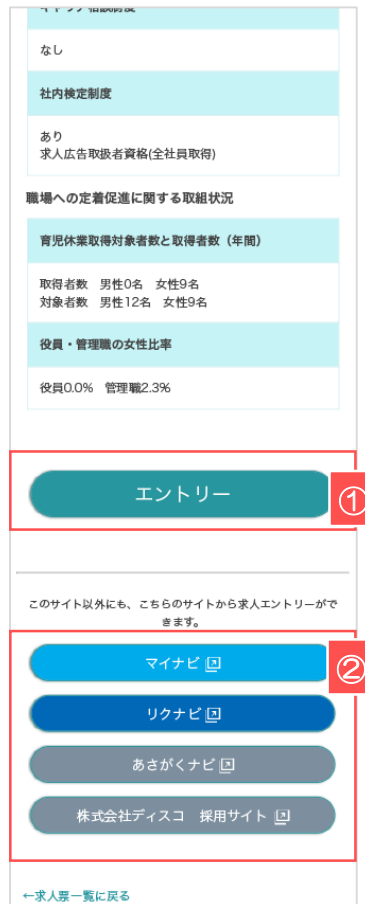 なし
社内検定制度
あり
求人広告取扱者資格(全社員取得)
職場への定着促進に関する取組状況
育児休業取得対象者数と取得者数（年間）
取得者数　男性0名　女性9名
対象者数　男性12名　女性9名
役員・管理職の女性比率
役員0.0%　管理職2.3%
エントリー
①
このサイト以外にも、こちらのサイトから求人エントリーがで
きます。
マイナビ
②
リクナビ
あさがくナビ
株式会社ディスコ　採用サイト
←求人票一覧に戻る